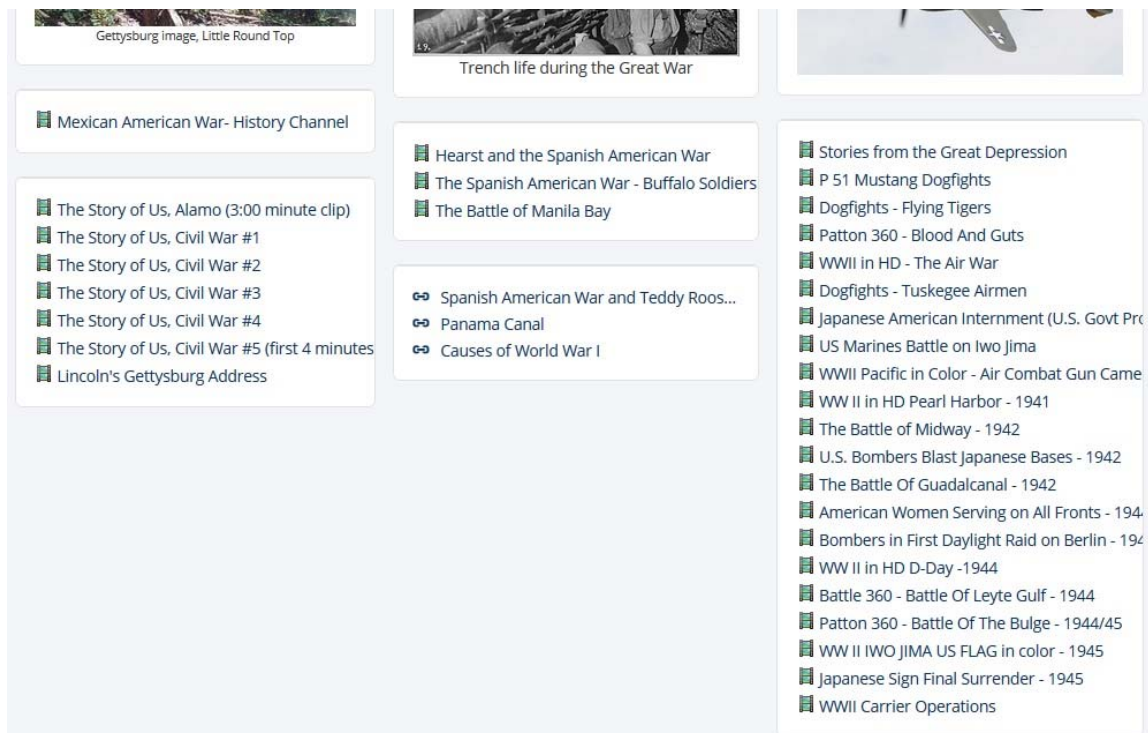 Gettysburg image, Little Round Top
Mexican American War- History Channel
The Story of Us, Alamo (3:00 minute clip)
The Story of Us, Civil War #1
The Story of Us, Civil War #2
The Story of Us, Civil War #3
The Story of Us, Civil War #4
The Story of Us, Civil War #5 (first 4 minutes
Lincoln's Gettysburg Address
19.
Trench life during the Great War
Hearst and the Spanish American War
The Spanish American War - Buffalo Soldiers
The Battle of Manila Bay
Spanish American War and Teddy Roos...
Panama Canal
Causes of World War I
Stories from the Great Depression
P 51 Mustang Dogfights
Dogfights - Flying Tigers
Patton 360 - Blood And Guts
WWII in HD - The Air War
Dogfights - Tuskegee Airmen
Japanese American Internment (U.S. Govt Pro
US Marines Battle on Iwo Jima
WWII Pacific in Color - Air Combat Gun Came
WW II in HD Pearl Harbor - 1941
The Battle of Midway - 1942
U.S. Bombers Blast Japanese Bases - 1942
The Battle Of Guadalcanal - 1942
American Women Serving on All Fronts - 194
Bombers in First Daylight Raid on Berlin - 194
WW II in HD D-Day -1944
Battle 360 - Battle Of Leyte Gulf - 1944
Patton 360 - Battle Of The Bulge - 1944/45
WW II IWO JIMA US FLAG in color - 1945
Japanese Sign Final Surrender - 1945
WWII Carrier Operations